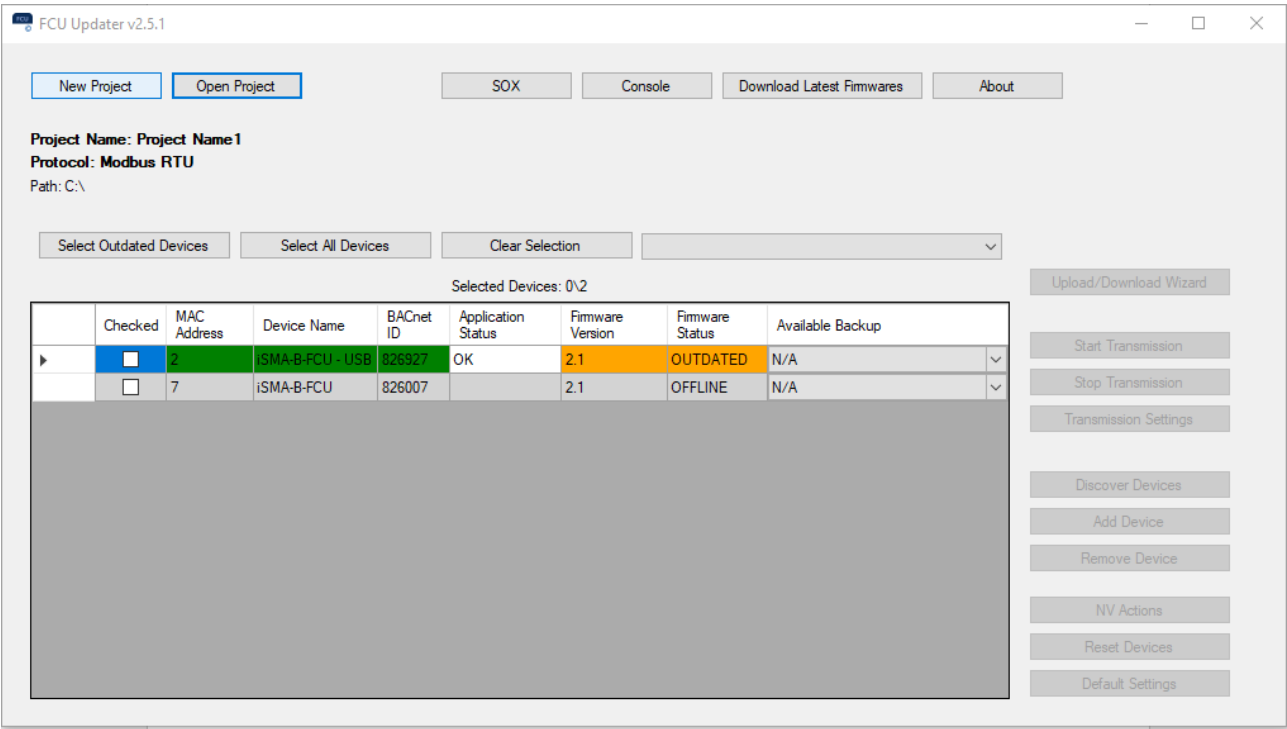 FCU
FCU Updater v2.5.1
New Project Open Project SOX Console Download Latest Firmwares About
Project Name: Project Name1
Protocol: Modbus RTU
Path: C:\
Select Outdated Devices Select All Devices Clear Selection
Selected Devices: 0\2
Checked MAC Address Device Name BACnet ID Application Status Firmware Version Firmware Status Available Backup
2 iSMA-B-FCU - USB 826927 OK 2.1 OUTDATED N/A
7 iSMA-B-FCU 826007 2.1 OFFLINE N/A
Upload/Download Wizard
Start Transmission
Stop Transmission
Transmission Settings
Discover Devices
Add Device
Remove Device
NV Actions
Reset Devices
Default Settings